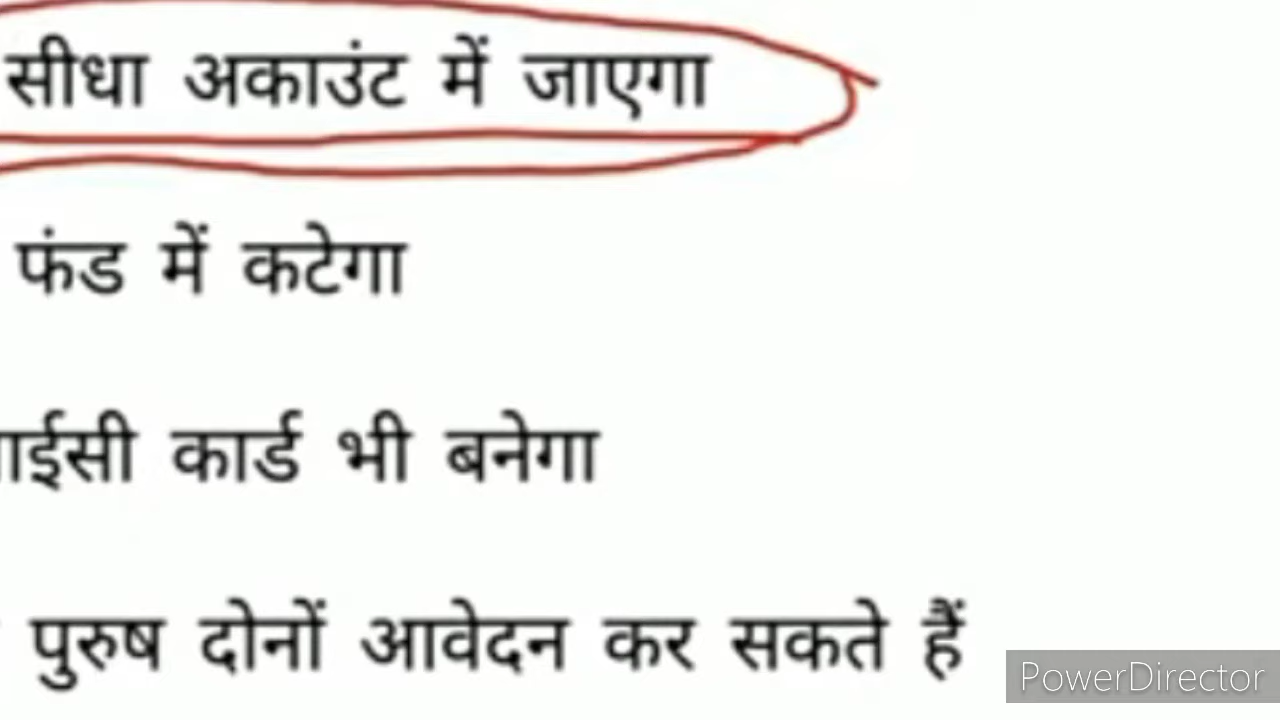 सीधा अकाउंट में जाएगा
फंड में कटेगा
कार्ड भी बनेगा
पुरुष दोनों आवेदन कर सकते हैं
PowerDirector